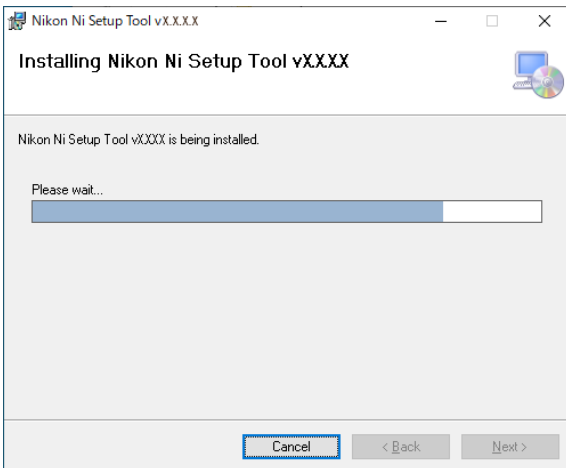 Nikon Ni Setup Tool vX.X.X.X
Installing Nikon Ni Setup Tool vX.X.X.X
Nikon Ni Setup Tool vX.X.X.X is being installed.
Please wait...
Cancel
< Back
Next >